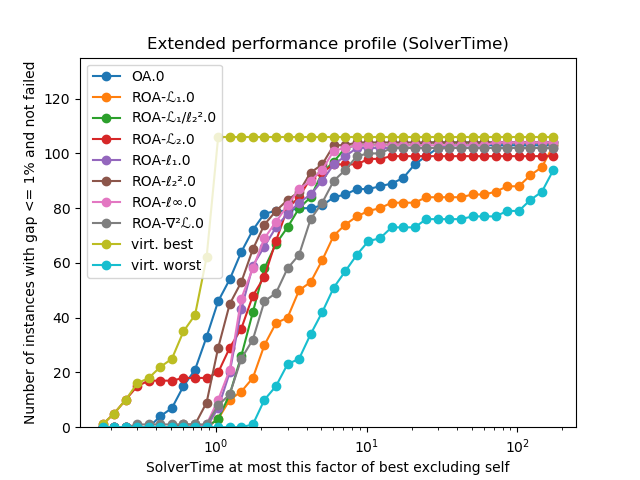 Extended performance profile (SolverTime)
Number of instances with gap <= 1% and not failed
120
100
80
60
40
20
0
OA.0
ROA-ℒ₁.0
ROA-ℒ₁/ℓ₂².0
ROA-ℒ₂.0
ROA-ℓ₁.0
ROA-ℓ₂².0
ROA-ℓ∞.0
ROA-∇²ℒ.0
virt. best
virt. worst
10⁰ 10¹ 10²
SolverTime at most this factor of best excluding self